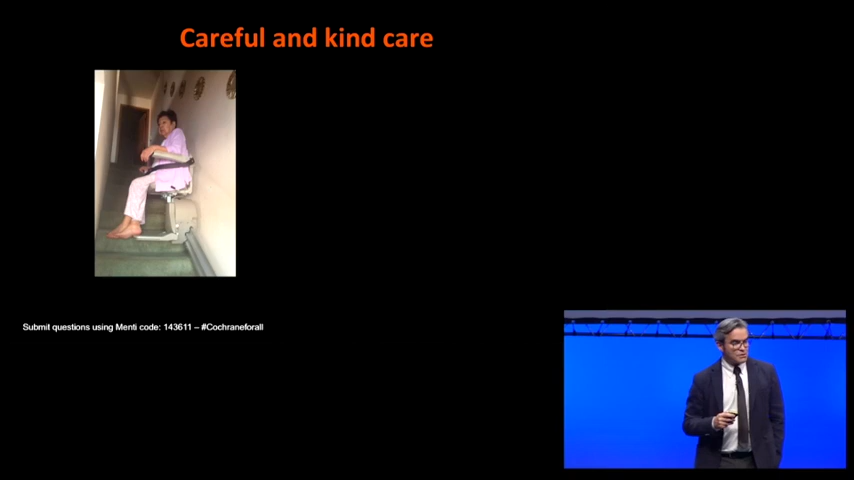 Careful and kind care
Submit questions using Menti code: 143611 – #Cochraneforall